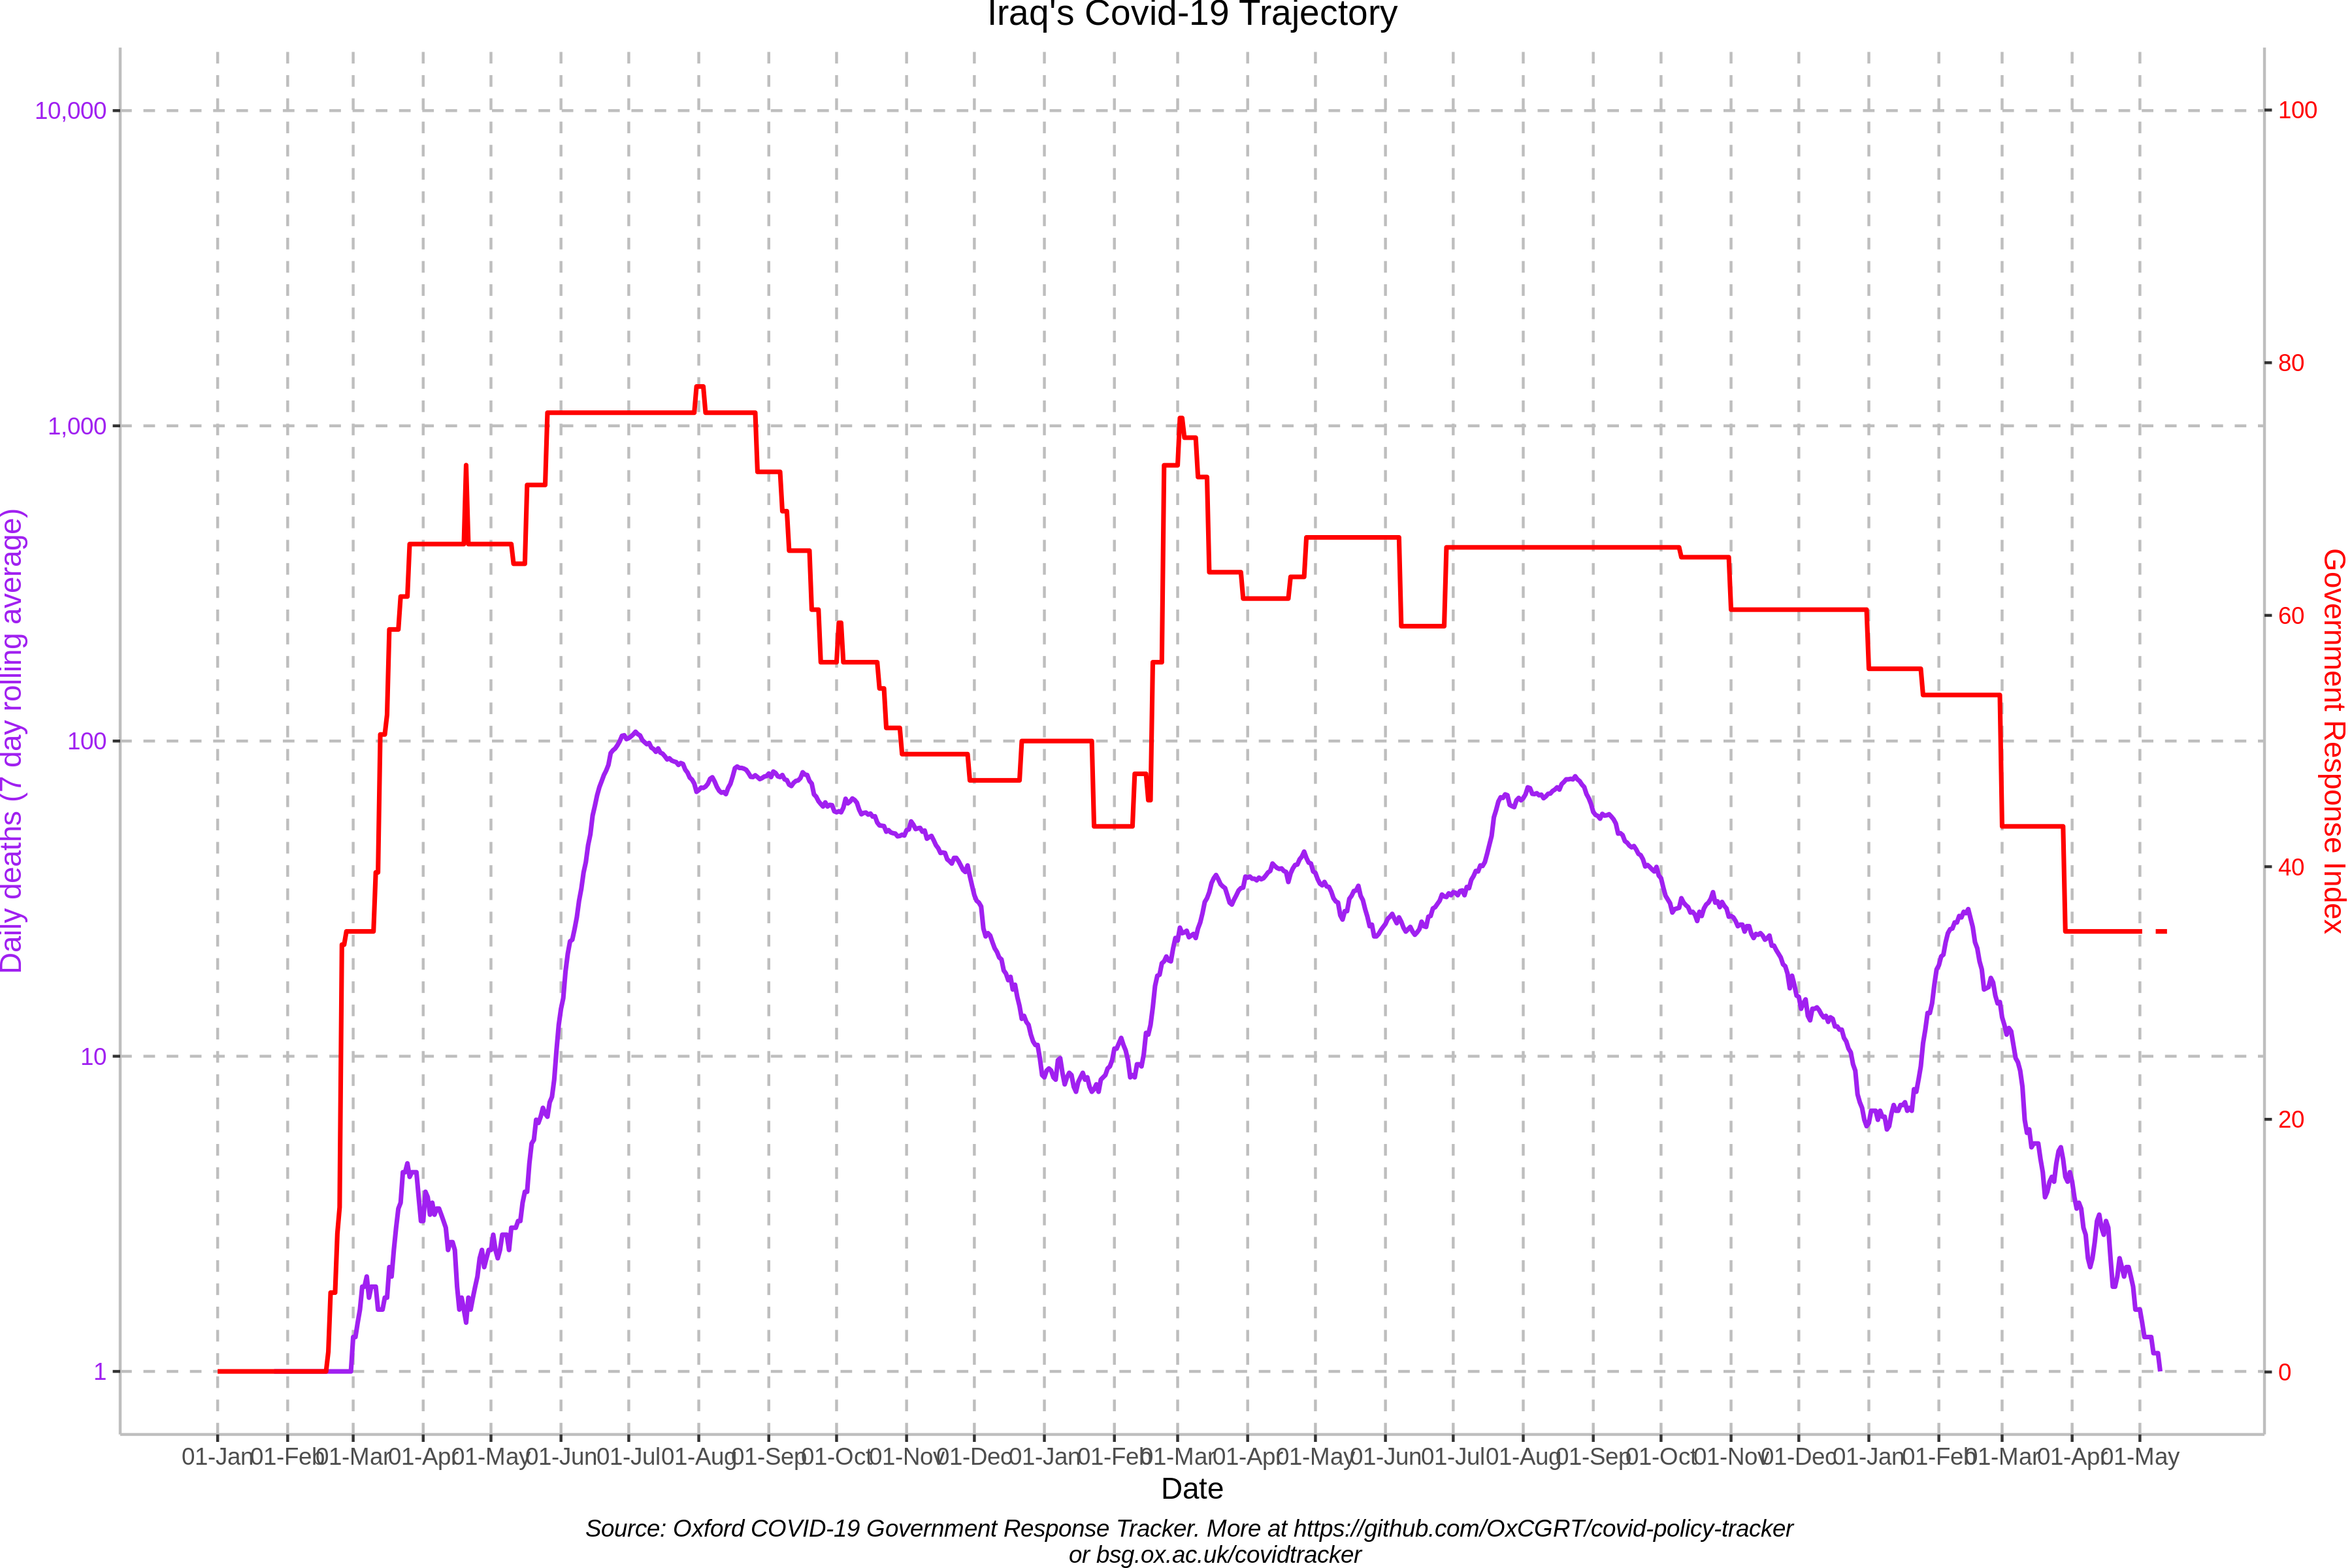 Iraq's Covid-19 Trajectory
10,000
1,000
100
10
1
Daily deaths (7 day rolling average)
100
80
60
40
20
0
Government Response Index
01-Jan 01-Feb 01-Mar 01-Apr 01-May 01-Jun 01-Jul 01-Aug 01-Sep 01-Oct 01-Nov 01-Dec 01-Jan 01-Feb 01-Mar 01-Apr 01-May 01-Jun 01-Jul 01-Aug 01-Sep 01-Oct 01-Nov 01-Dec 01-Jan 01-Feb 01-Mar 01-Apr 01-May
Date
Source: Oxford COVID-19 Government Response Tracker. More at https://github.com/OxCGRT/covid-policy-tracker
or bsg.ox.ac.uk/covidtracker